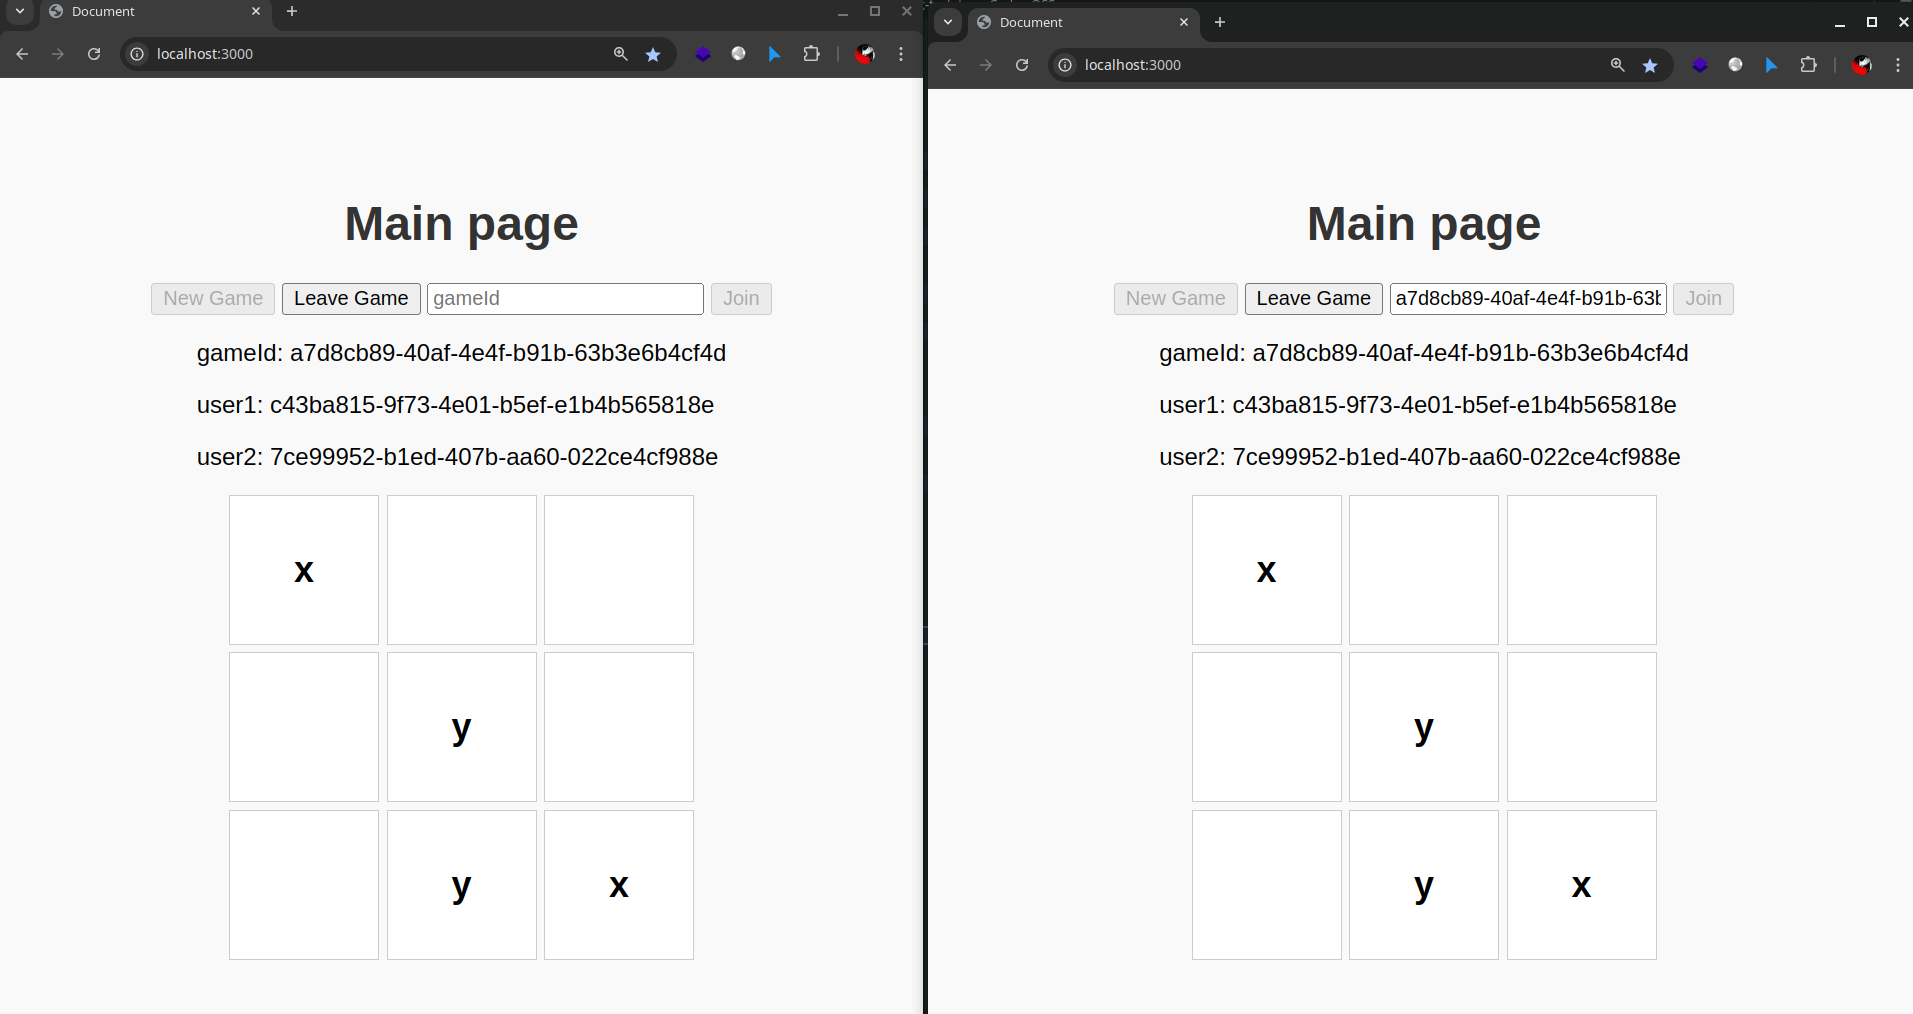 Document
localhost:3000
Main page
New Game Leave Game gameId Join
gameId: a7d8cb89-40af-4e4f-b91b-63b3e6b4cf4d
user1: c43ba815-9f73-4e01-b5ef-e1b4b565818e
user2: 7ce99952-b1ed-407b-aa60-022ce4cf988e
x
y
y x
Document
localhost:3000
Main page
New Game Leave Game a7d8cb89-40af-4e4f-b91b-63b Join
gameId: a7d8cb89-40af-4e4f-b91b-63b3e6b4cf4d
user1: c43ba815-9f73-4e01-b5ef-e1b4b565818e
user2: 7ce99952-b1ed-407b-aa60-022ce4cf988e
x
y
y x